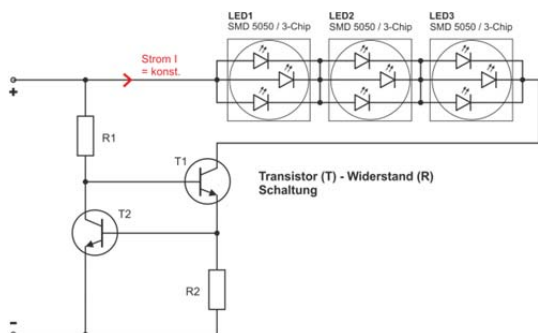 LED1
SMD 5050 / 3-Chip
LED2
SMD 5050 / 3-Chip
LED3
SMD 5050 / 3-Chip
Strom I
= konst.
+
R1
T1
Transistor (T) - Widerstand (R)
Schaltung
T2
R2
-